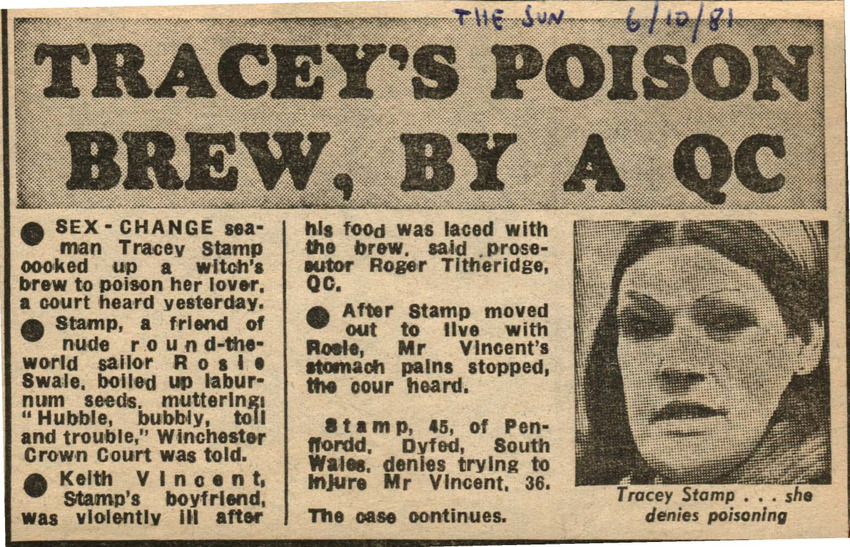 THE SUN 6/10/81
TRACEY'S POISON
BREW, BY A QC
● SEX-CHANGE sea-
man Tracey Stamp
cooked up a witch's
brew to poison her lover,
a court heard yesterday.
● Stamp, a friend of
nude round-the-
world sailor Rosie
Swale, boiled up labur-
num seeds, muttering:
"Hubble, bubbly, toil
and trouble," Winchester
Crown Court was told.
● Keith Vincent,
Stamp's boyfriend,
was violently ill after
his food was laced with
the brew, said prose-
cutor Roger Titheridge,
QC.
● After Stamp moved
out to live with
Rosie, Mr Vincent's
stomach pains stopped,
the cour heard.
Stamp, 45, of Pen-
ffordd, Dyfed, South
Wales, denies trying to
injure Mr Vincent, 36.
The case continues.
Tracey Stamp . . . she
denies poisoning